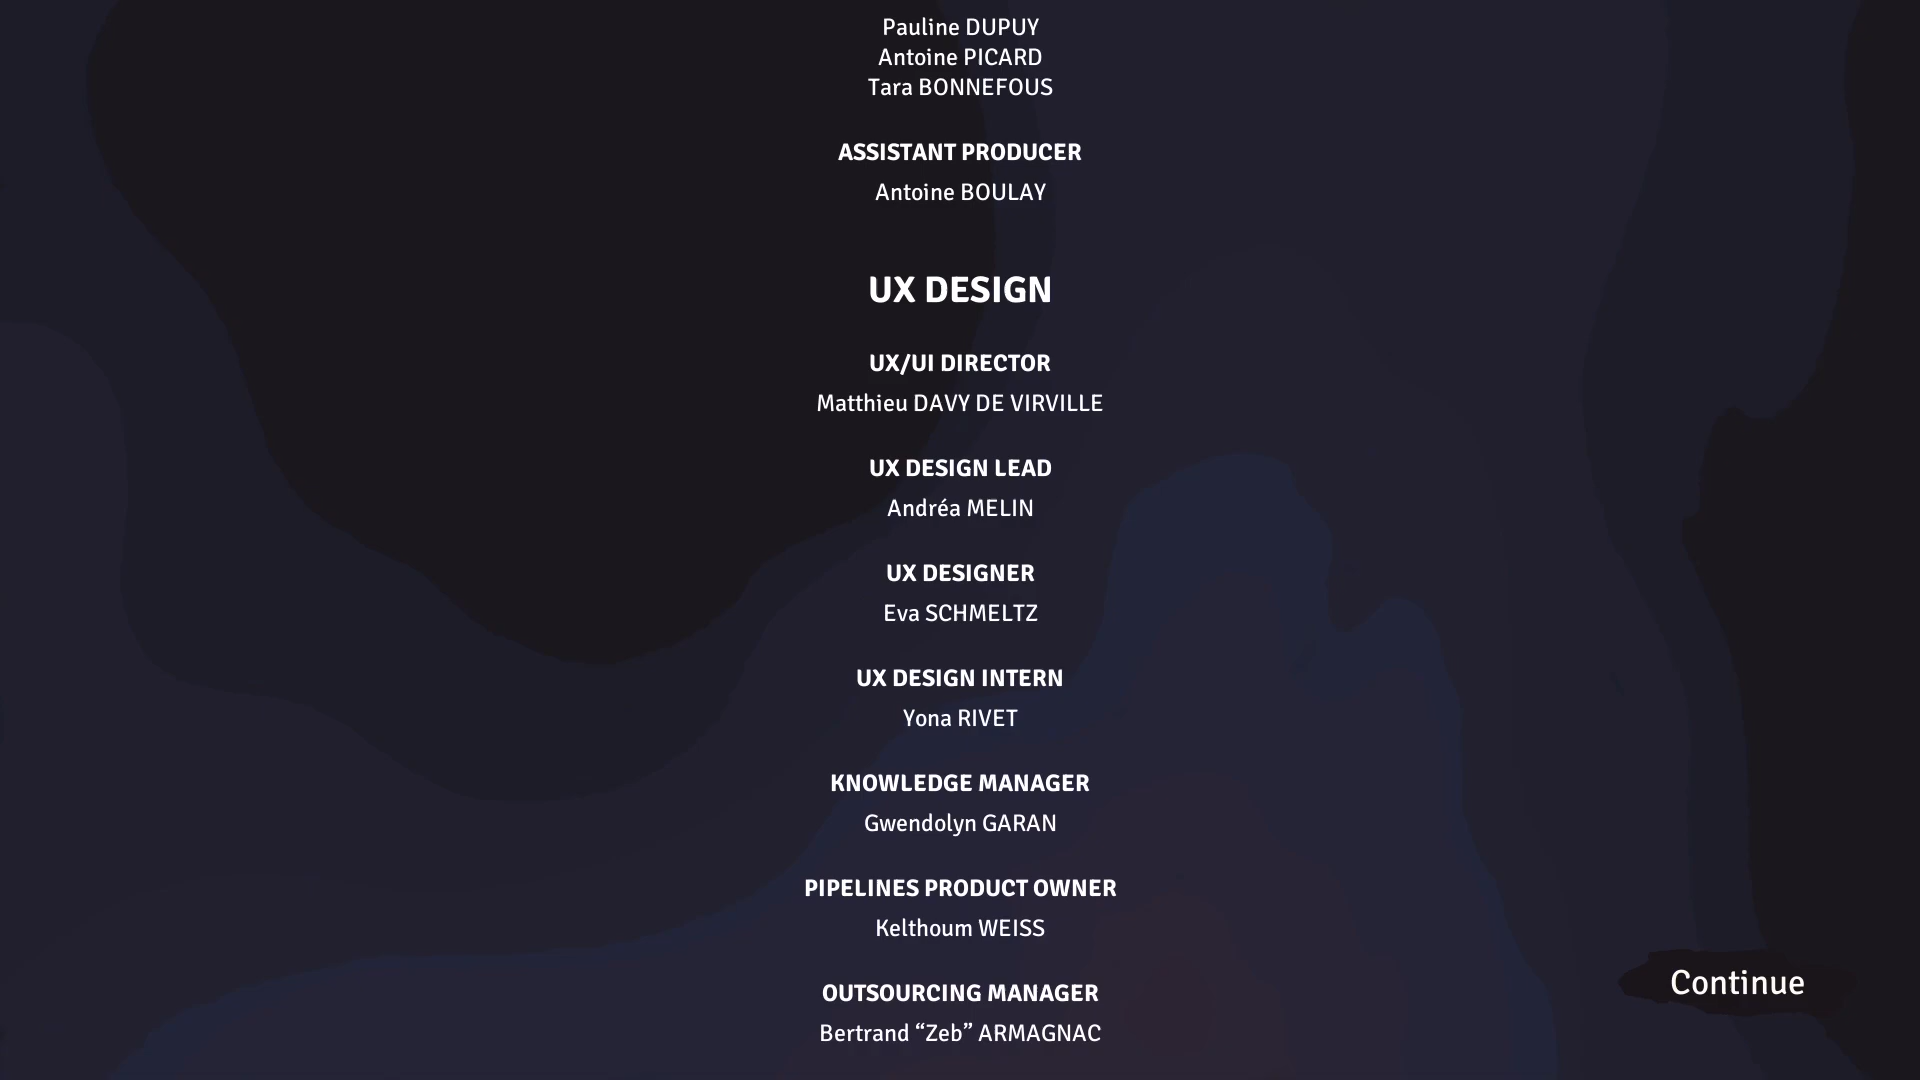 Pauline DUPUY
Antoine PICARD
Tara BONNEFOUS
ASSISTANT PRODUCER
Antoine BOULAY
UX DESIGN
UX/UI DIRECTOR
Matthieu DAVY DE VIRVILLE
UX DESIGN LEAD
Andréa MELIN
UX DESIGNER
Eva SCHMELTZ
UX DESIGN INTERN
Yona RIVET
KNOWLEDGE MANAGER
Gwendolyn GARAN
PIPELINES PRODUCT OWNER
Kelthoum WEISS
OUTSOURCING MANAGER
Bertrand “Zeb” ARMAGNAC
Continue